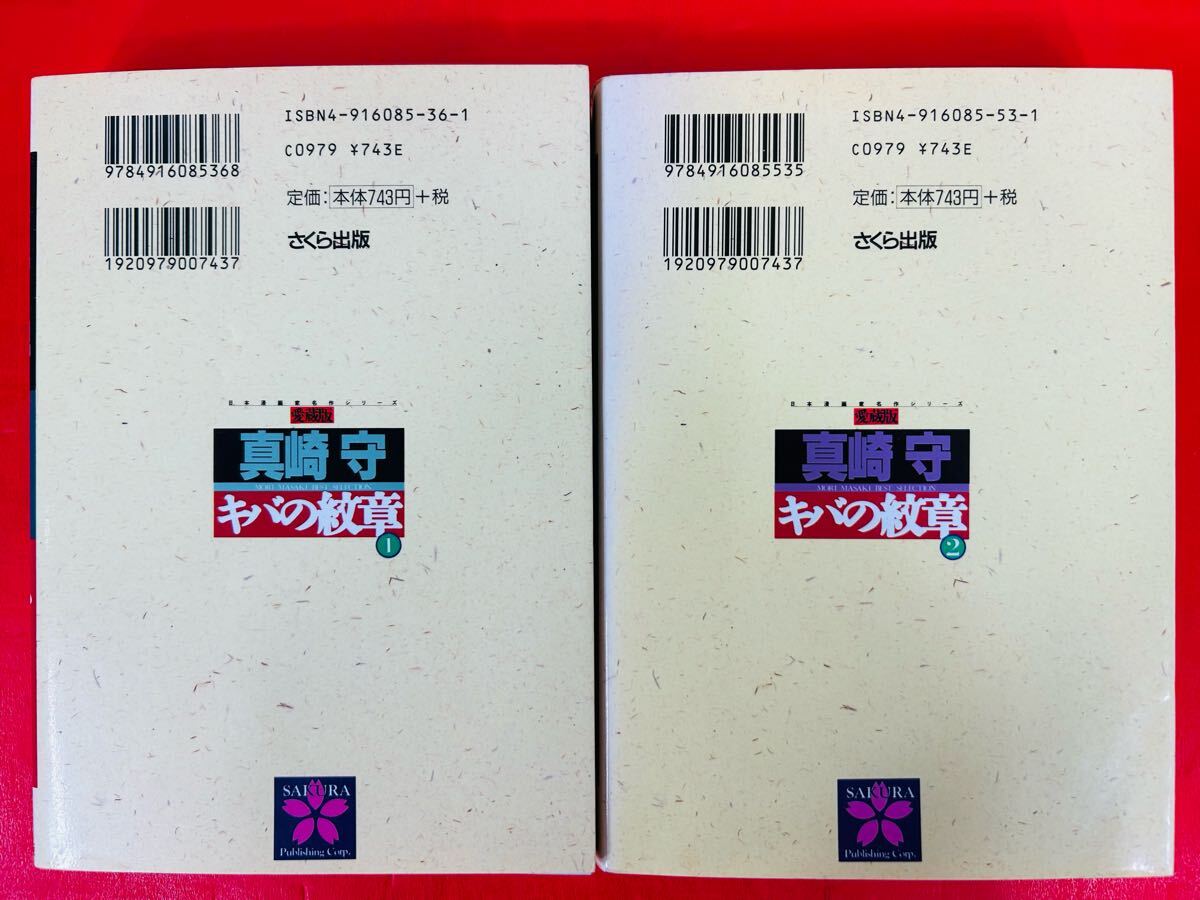 ISBN4-916085-36-1
C0979 ¥743E
9784916085368
定価:本体743円+税
さくら出版
1920979007437
日本漫画家名作シリーズ
愛蔵版
真崎 守
MORI MASAKI BEST SELECTION
キバの紋章
1
SAKURA
Publishing Corp.
ISBN4-916085-53-1
C0979 ¥743E
9784916085535
定価:本体743円+税
さくら出版
1920979007437
日本漫画家名作シリーズ
愛蔵版
真崎 守
MORI MASAKI BEST SELECTION
キバの紋章
2
SAKURA
Publishing Corp.